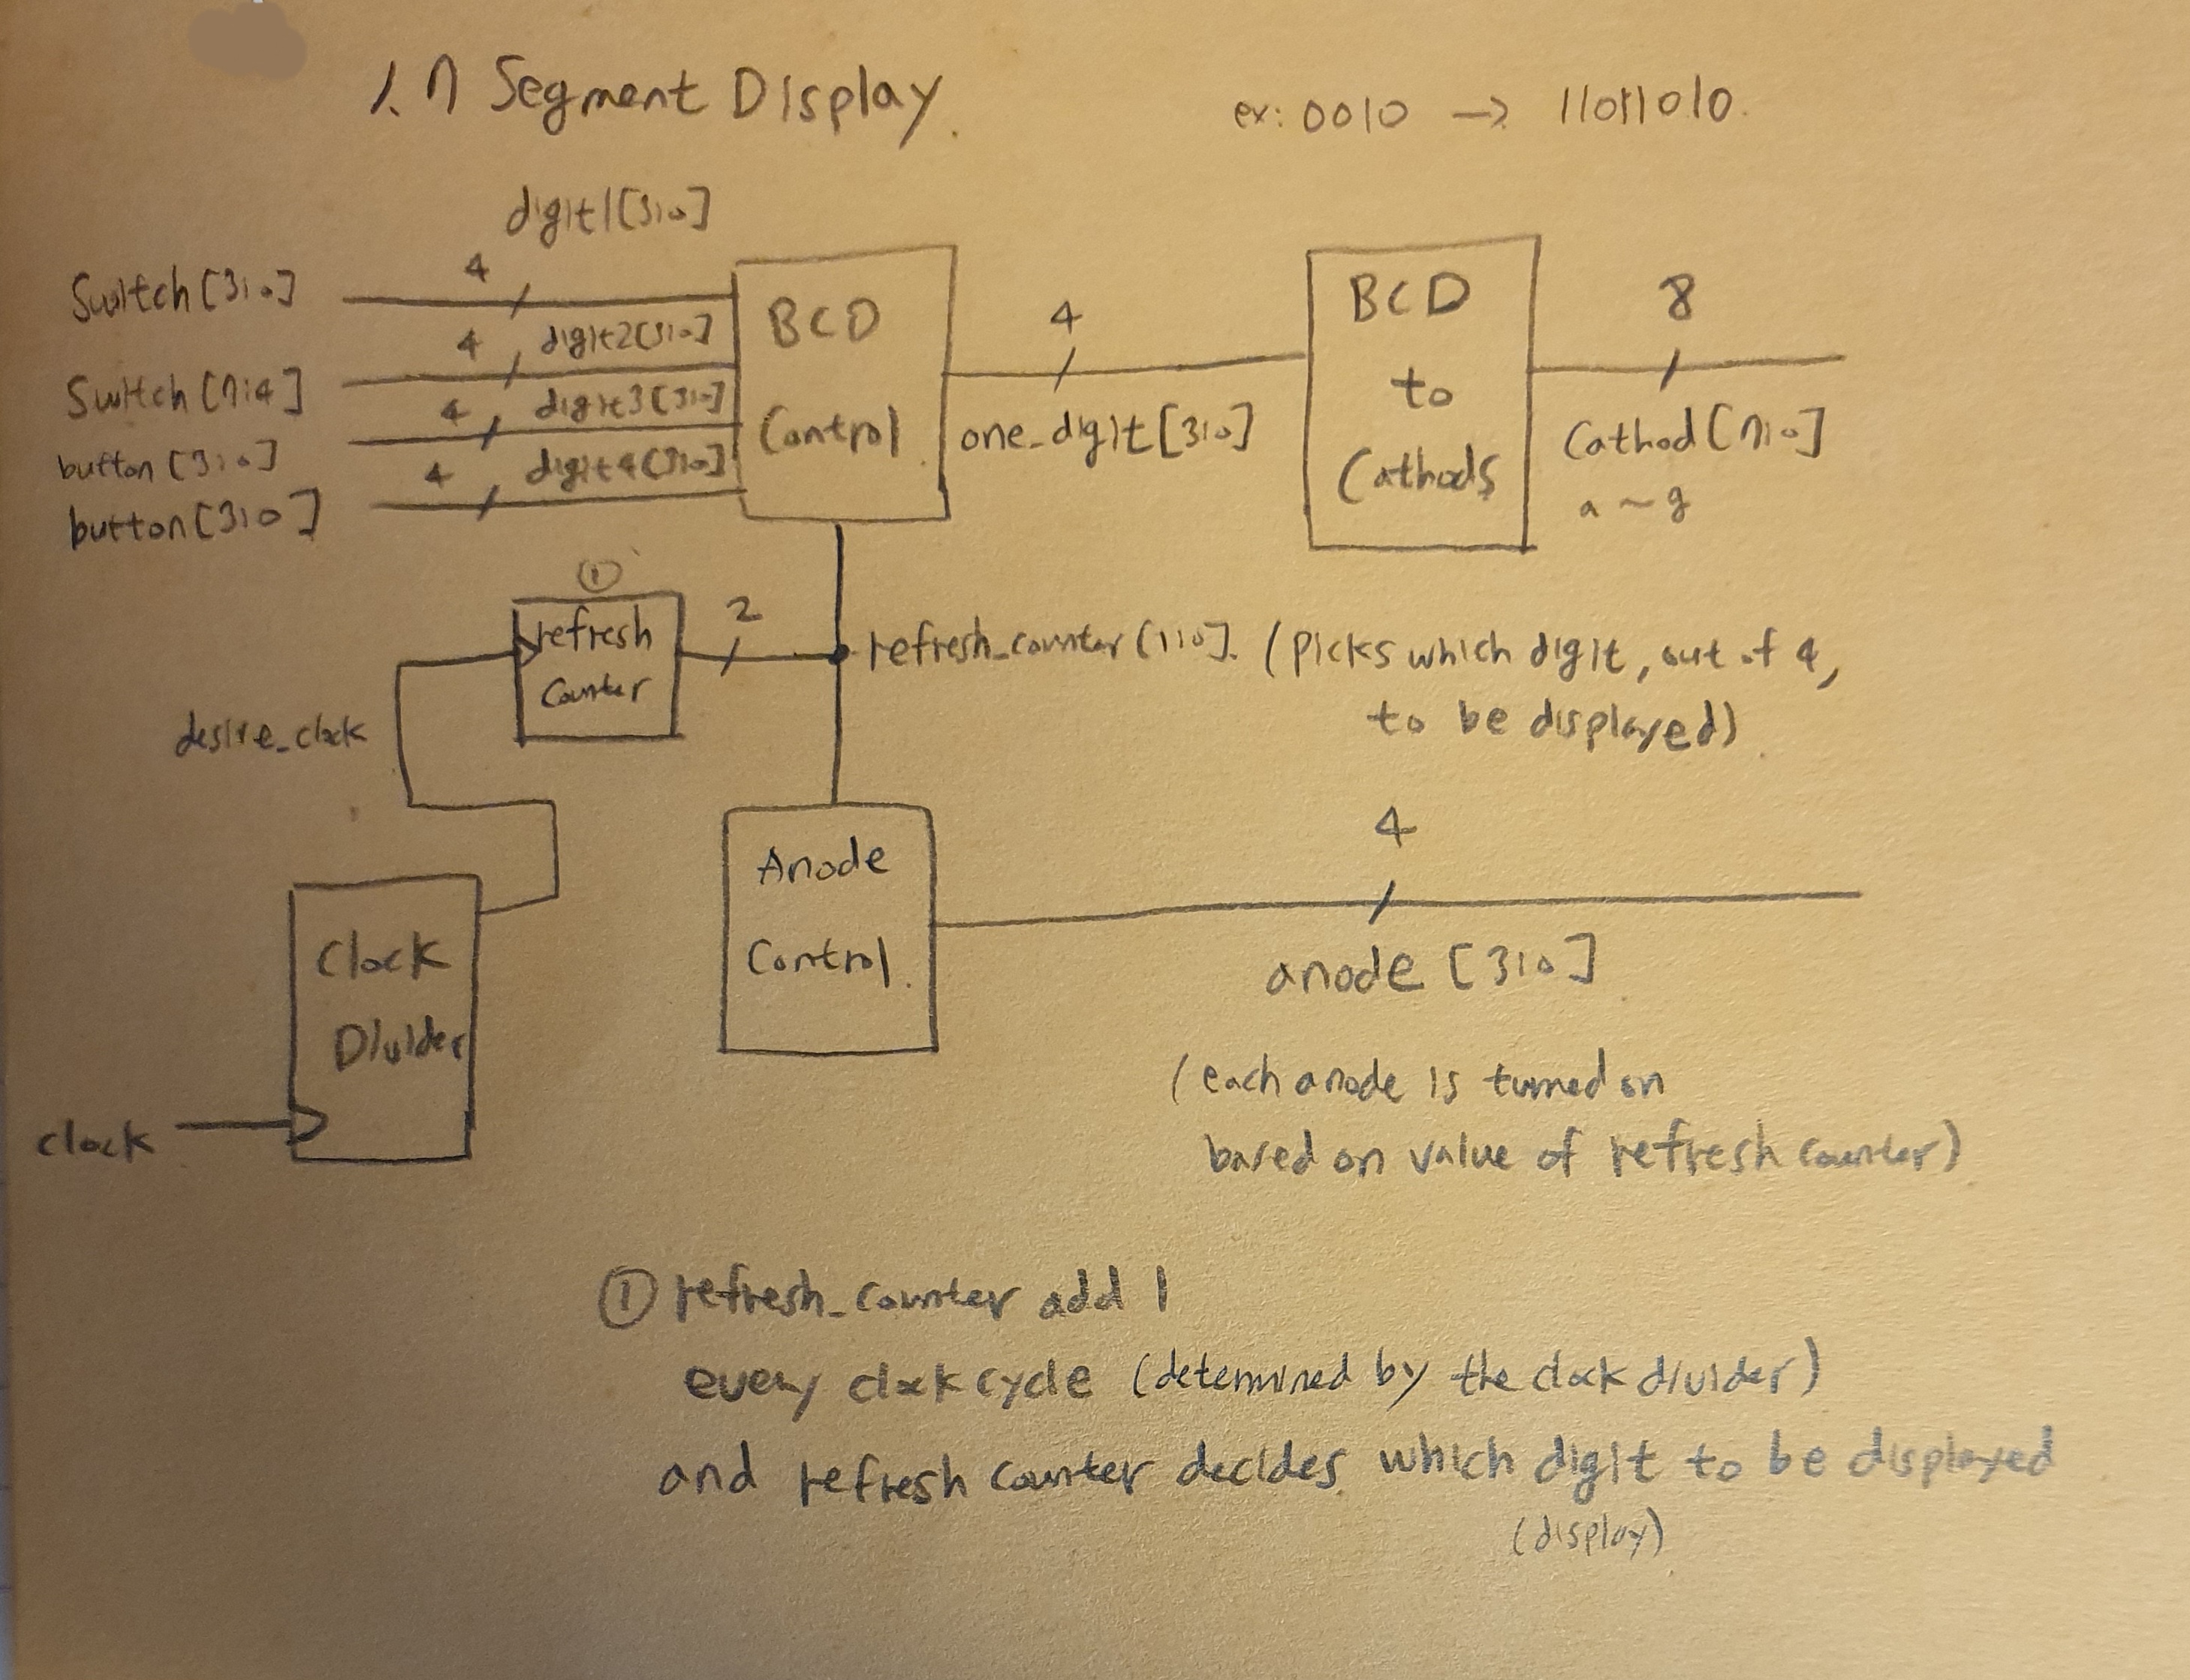 1. 7 Segment Display.
ex: 0010 → 11011010.
digit1[3:0]
Switch[3:0]
4
4
digit2[3:0]
Switch[7:4]
4
digit3[3:0]
button[3:0]
4
digit4[3:0]
button[3:0]
BCD
Control
4
one_digit[3:0]
BCD
to
Cathods
8
Cathod[7:0]
a ~ g
①
refresh
Counter
2
refresh_counter[1:0]. (picks which digit, out of 4,
to be displayed)
desire_clock
Clock
Divider
clock
Anode
Control.
4
anode [3:0]
(each anode is turned on
based on value of refresh counter)
① refresh_counter add 1
every clock cycle (determined by the clock divider)
and refresh counter decides which digit to be displayed
(display)